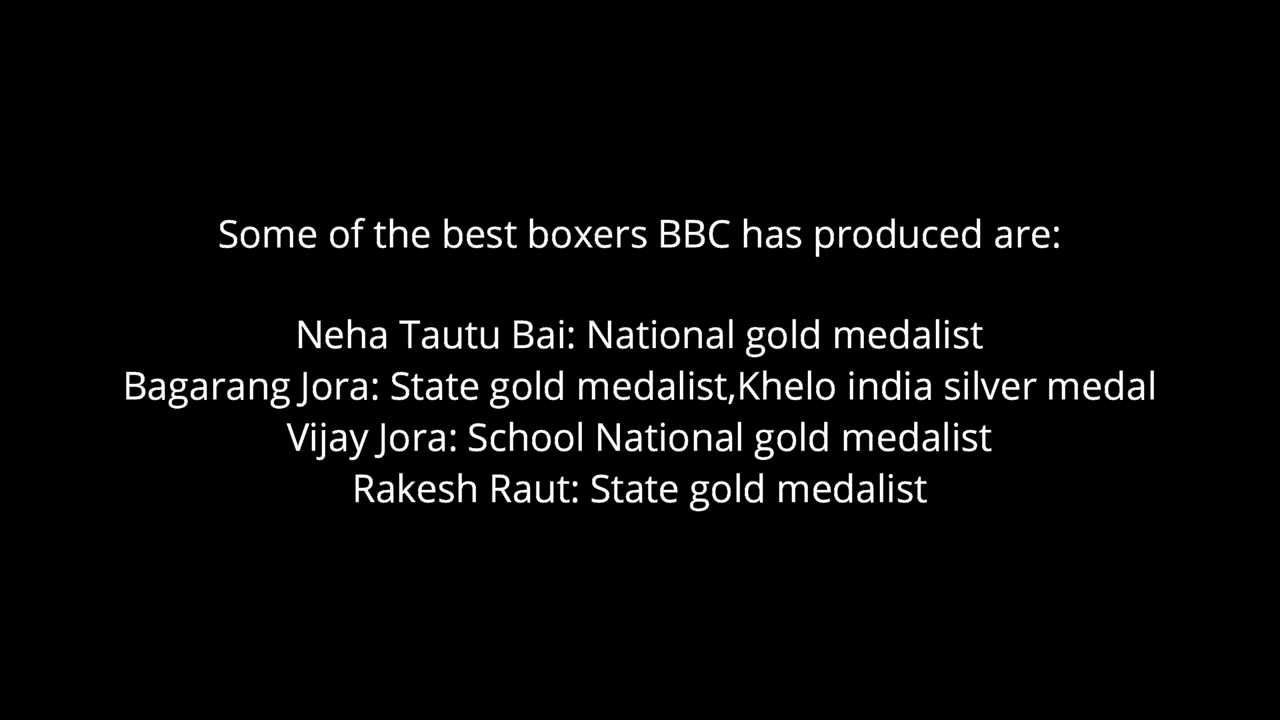 Some of the best boxers BBC has produced are:
Neha Tautu Bai: National gold medalist
Bagarang Jora: State gold medalist,Khelo india silver medal
Vijay Jora: School National gold medalist
Rakesh Raut: State gold medalist